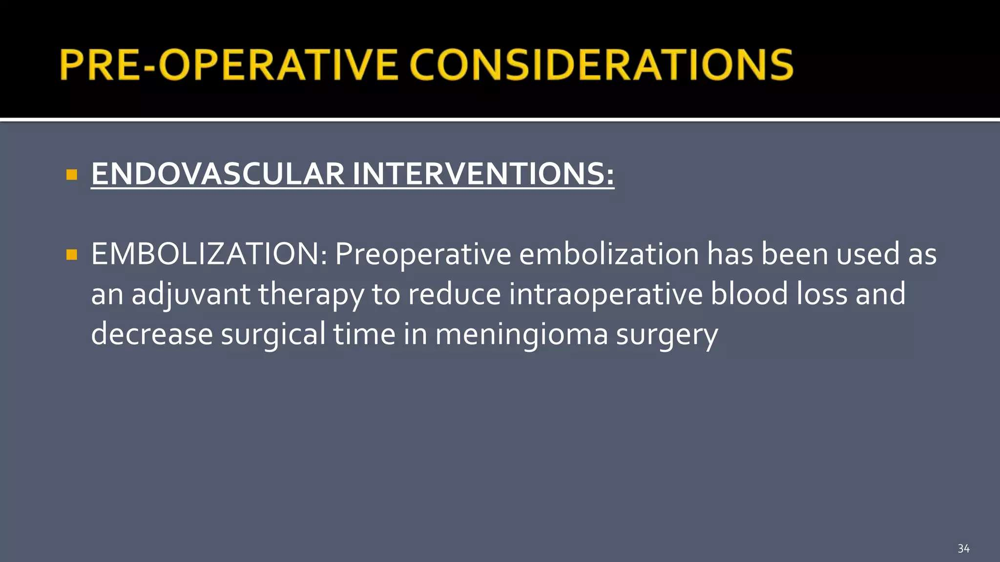 PRE-OPERATIVE CONSIDERATIONS
ENDOVASCULAR INTERVENTIONS:
EMBOLIZATION: Preoperative embolization has been used as
an adjuvant therapy to reduce intraoperative blood loss and
decrease surgical time in meningioma surgery
34